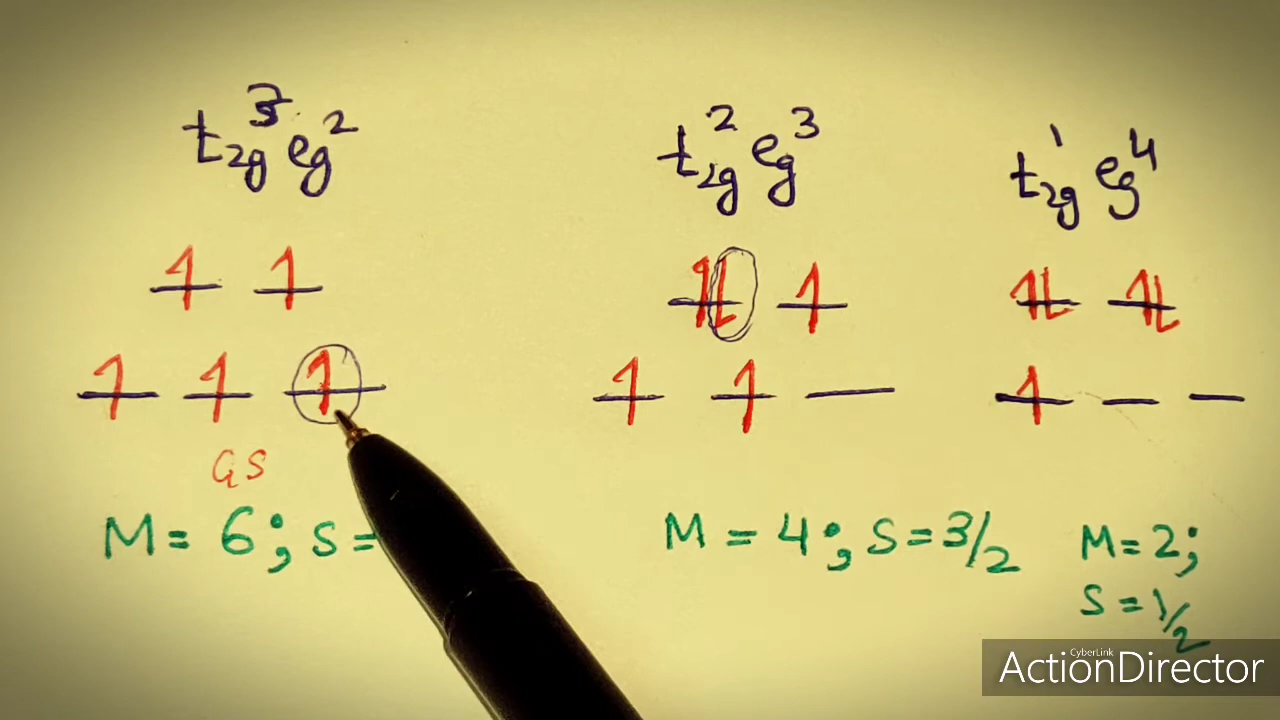 t₂g³ eg²
t₂g² eg³
t₂g¹ eg⁴
GS
M = 6; S =
M = 4; S = 3/2
M = 2;
S = 1/2
CyberLink
ActionDirector